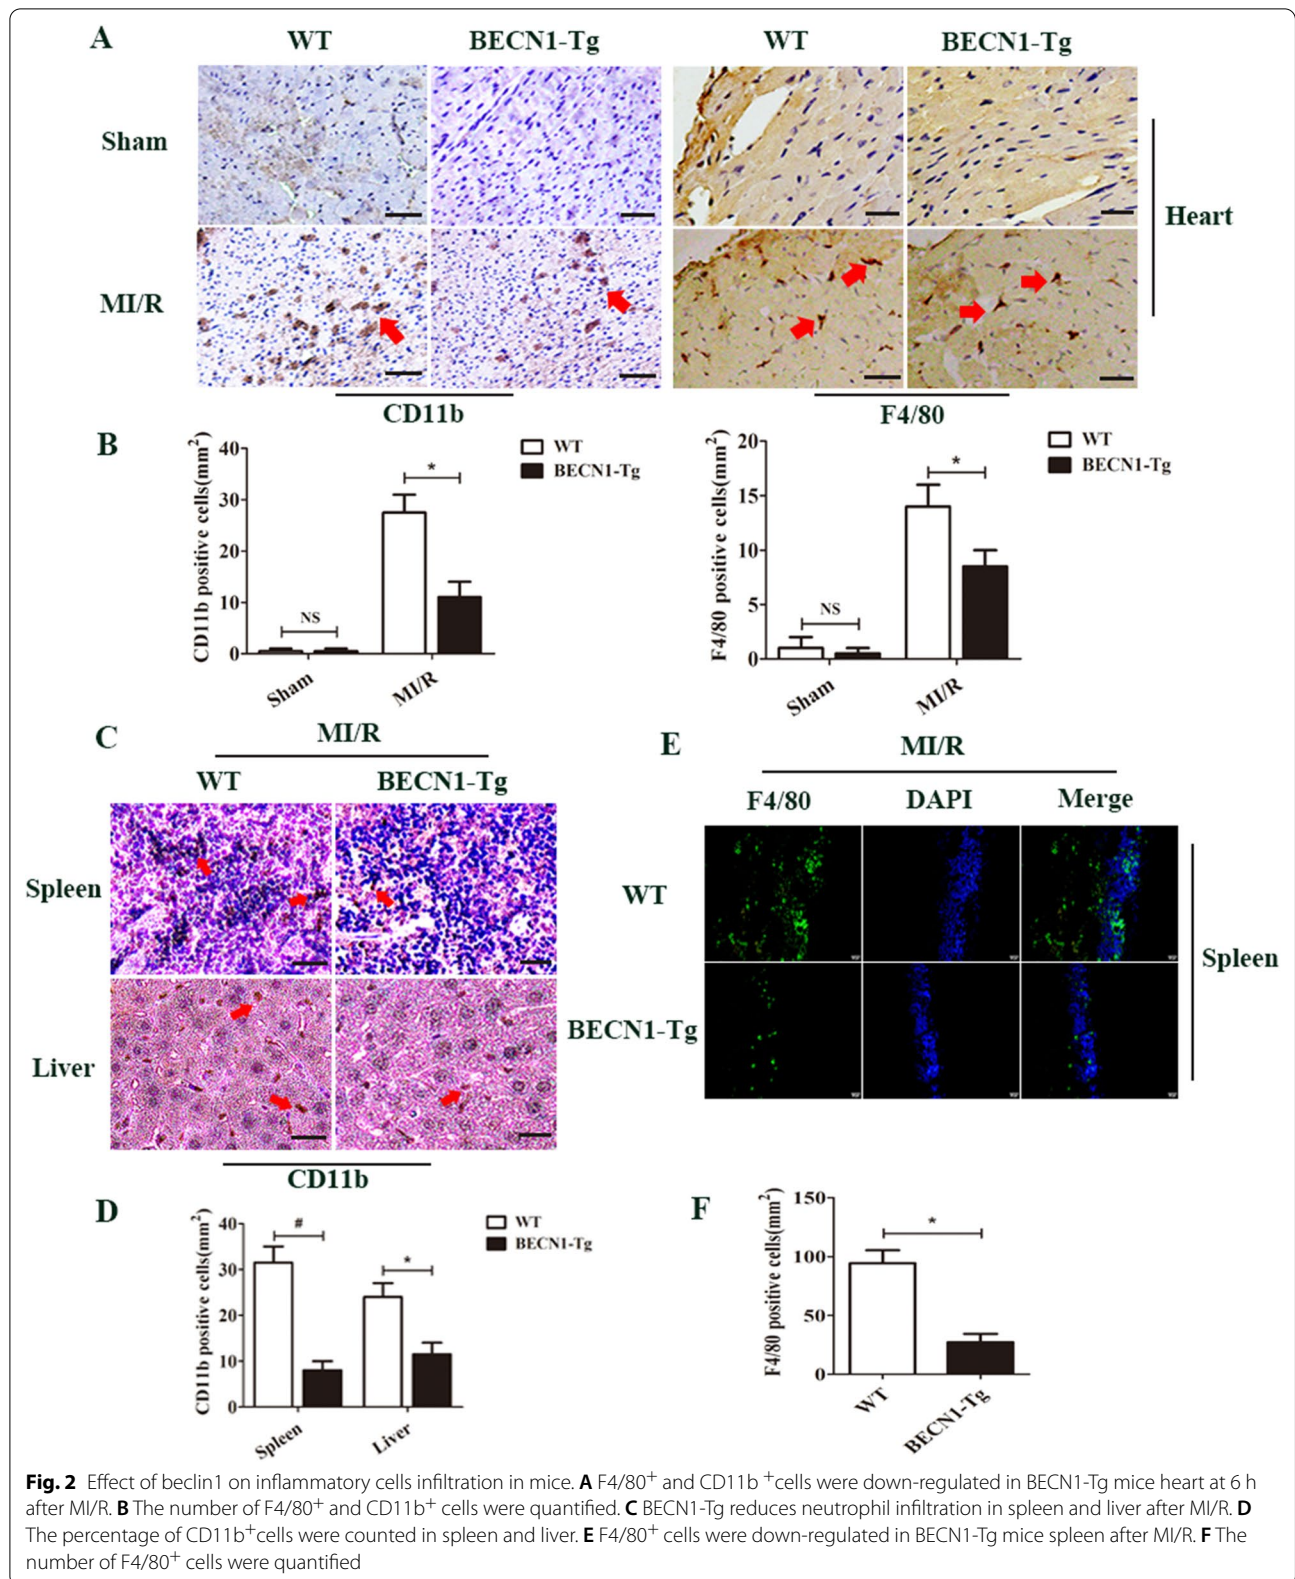 A
WT
BECN1-Tg
WT
BECN1-Tg
Sham
MI/R
Heart
CD11b
F4/80
B
CD11b positive cells(mm²)
40
30
20
10
0
NS
*
Sham
MI/R
WT
BECN1-Tg
F4/80 positive cells(mm²)
20
15
10
5
0
NS
*
Sham
MI/R
WT
BECN1-Tg
C
MI/R
WT
BECN1-Tg
Spleen
Liver
CD11b
E
MI/R
F4/80
DAPI
Merge
WT
BECN1-Tg
Spleen
D
CD11b positive cells(mm²)
40
30
20
10
0
#
*
Spleen
Liver
WT
BECN1-Tg
F
F4/80 positive cells(mm²)
150
100
50
0
*
WT
BECN1-Tg
Fig. 2 Effect of beclin1 on inflammatory cells infiltration in mice. A F4/80⁺ and CD11b ⁺cells were down-regulated in BECN1-Tg mice heart at 6 h
after MI/R. B The number of F4/80⁺ and CD11b⁺ cells were quantified. C BECN1-Tg reduces neutrophil infiltration in spleen and liver after MI/R. D
The percentage of CD11b⁺cells were counted in spleen and liver. E F4/80⁺ cells were down-regulated in BECN1-Tg mice spleen after MI/R. F The
number of F4/80⁺ cells were quantified